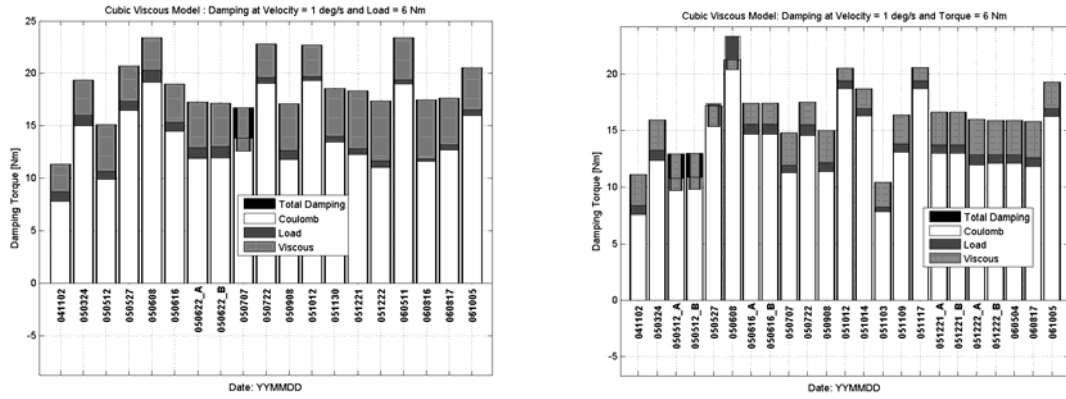 Cubic Viscous Model : Damping at Velocity = 1 deg/s and Load = 6 Nm
25
20
15
10
5
0
-5
Damping Torque [Nm]
Total Damping
Coulomb
Load
Viscous
041102
050324
050512
050527
050608
050616
050622_A
050622_B
050707
050722
050908
051012
051130
051221
051222
060511
060816
060817
061005
Date: YYMMDD
Cubic Viscous Model: Damping at Velocity = 1 deg/s and Torque = 6 Nm
20
15
10
5
0
-5
Damping Torque [Nm]
Total Damping
Coulomb
Load
Viscous
041102
050324
050512_A
050512_B
050527
050608
050616_A
050616_B
050707
050722
050908
051012
051014
051103
051109
051117
051221_A
051221_B
051222_A
051222_B
060504
060817
061005
Date: YYMMDD